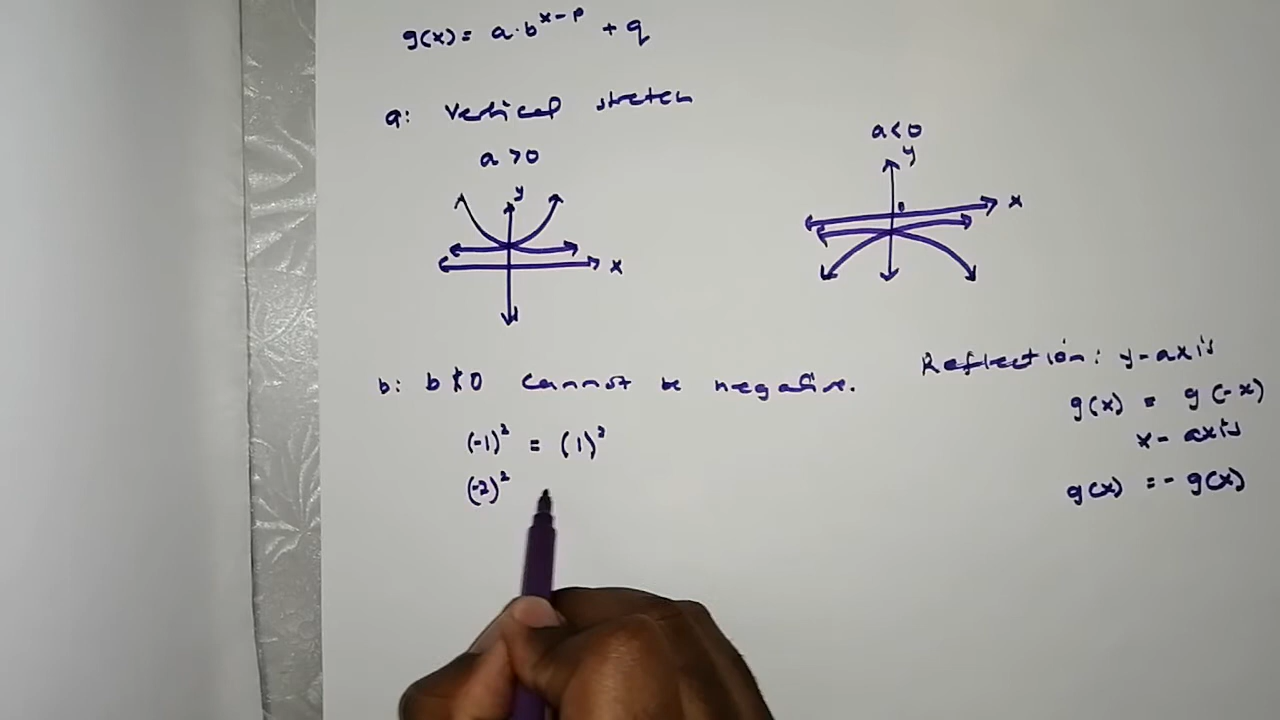 g(x) = a·b^(x-p) + q
a: Vertical stretch
a > 0
y
x
a < 0
y
x
b: b ≮ 0 cannot be negative.
(-1)² = (1)²
(-2)²
Reflection: y-axis
g(x) = g(-x)
x-axis
g(x) = - g(x)